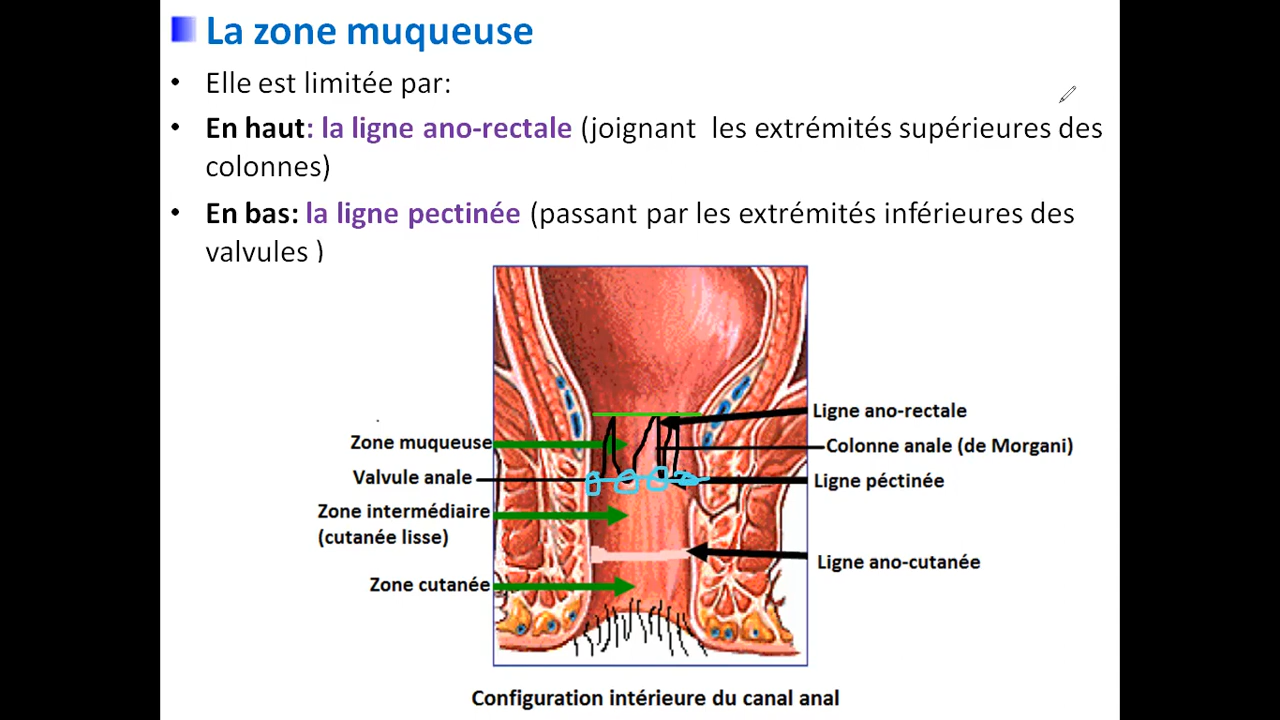 La zone muqueuse
• Elle est limitée par:
• En haut: la ligne ano-rectale (joignant les extrémités supérieures des
colonnes)
• En bas: la ligne pectinée (passant par les extrémités inférieures des
valvules )
Ligne ano-rectale
Zone muqueuse
Colonne anale (de Morgani)
Valvule anale
Ligne péctinée
Zone intermédiaire
(cutanée lisse)
Ligne ano-cutanée
Zone cutanée
Configuration intérieure du canal anal